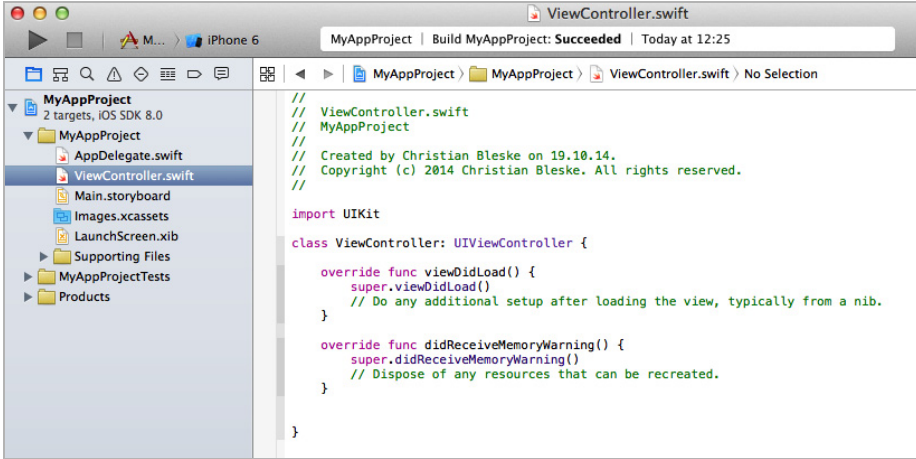 ViewController.swift
M... iPhone 6
MyAppProject | Build MyAppProject: Succeeded | Today at 12:25
MyAppProject MyAppProject ViewController.swift No Selection
MyAppProject
2 targets, iOS SDK 8.0
MyAppProject
AppDelegate.swift
ViewController.swift
Main.storyboard
Images.xcassets
LaunchScreen.xib
Supporting Files
MyAppProjectTests
Products
//
//  ViewController.swift
//  MyAppProject
//
//  Created by Christian Bleske on 19.10.14.
//  Copyright (c) 2014 Christian Bleske. All rights reserved.
//
import UIKit
class ViewController: UIViewController {
    override func viewDidLoad() {
        super.viewDidLoad()
        // Do any additional setup after loading the view, typically from a nib.
    }
    override func didReceiveMemoryWarning() {
        super.didReceiveMemoryWarning()
        // Dispose of any resources that can be recreated.
    }
}